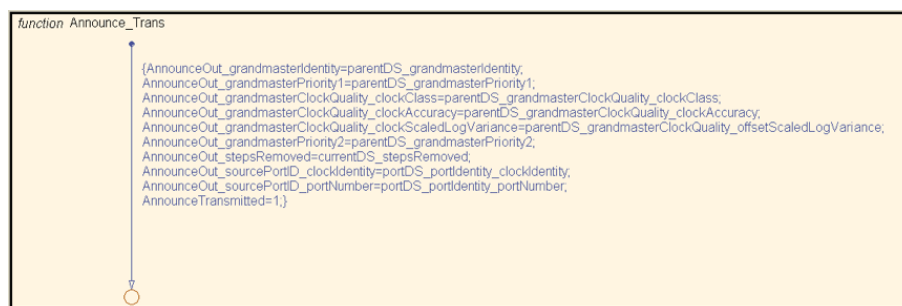 function Announce_Trans
{AnnounceOut_grandmasterIdentity=parentDS_grandmasterIdentity;
AnnounceOut_grandmasterPriority1=parentDS_grandmasterPriority1;
AnnounceOut_grandmasterClockQuality_clockClass=parentDS_grandmasterClockQuality_clockClass;
AnnounceOut_grandmasterClockQuality_clockAccuracy=parentDS_grandmasterClockQuality_clockAccuracy;
AnnounceOut_grandmasterClockQuality_clockScaledLogVariance=parentDS_grandmasterClockQuality_offsetScaledLogVariance;
AnnounceOut_grandmasterPriority2=parentDS_grandmasterPriority2;
AnnounceOut_stepsRemoved=currentDS_stepsRemoved;
AnnounceOut_sourcePortID_clockIdentity=portDS_portIdentity_clockIdentity;
AnnounceOut_sourcePortID_portNumber=portDS_portIdentity_portNumber;
AnnounceTransmitted=1;}